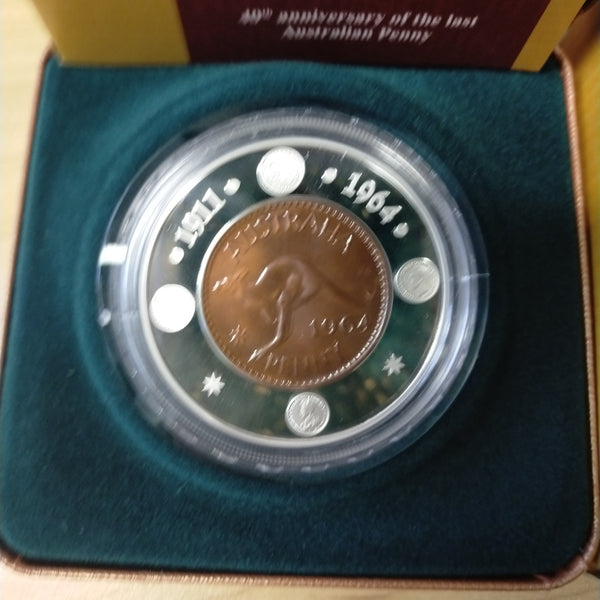 40th anniversary of the last
Australian Penny
1911
1964
AUSTRALIA
1964
PENNY